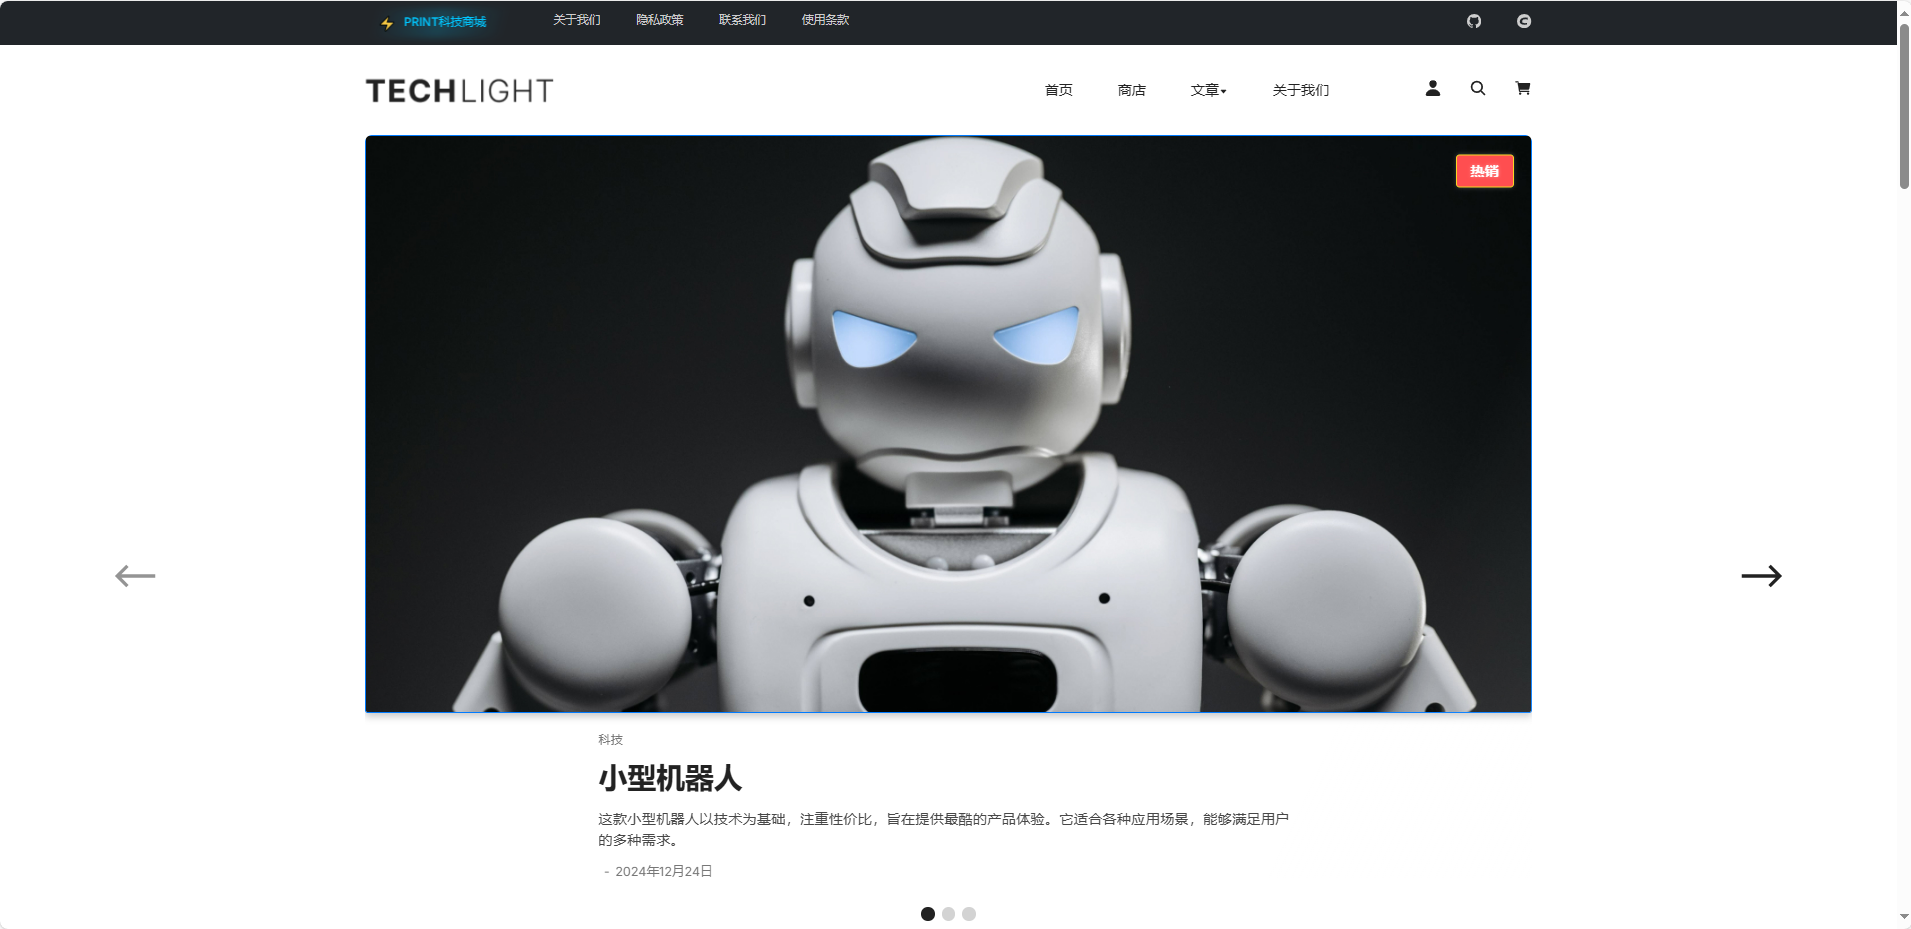 PRINT科技商城
关于我们
隐私政策
联系我们
使用条款
TECHLIGHT
首页
商店
文章
关于我们
热销
科技
小型机器人
这款小型机器人以技术为基础，注重性价比，旨在提供最酷的产品体验。它适合各种应用场景，能够满足用户
的多种需求。
- 2024年12月24日